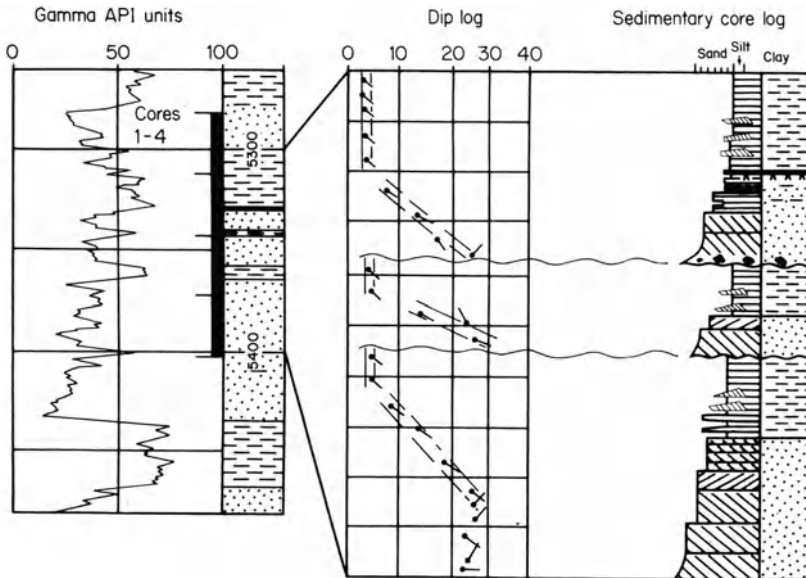 Gamma API units
0 50 100
Cores
1-4
5300
5400
Dip log
0 10 20 30 40
Sedimentary core log
Sand Silt Clay